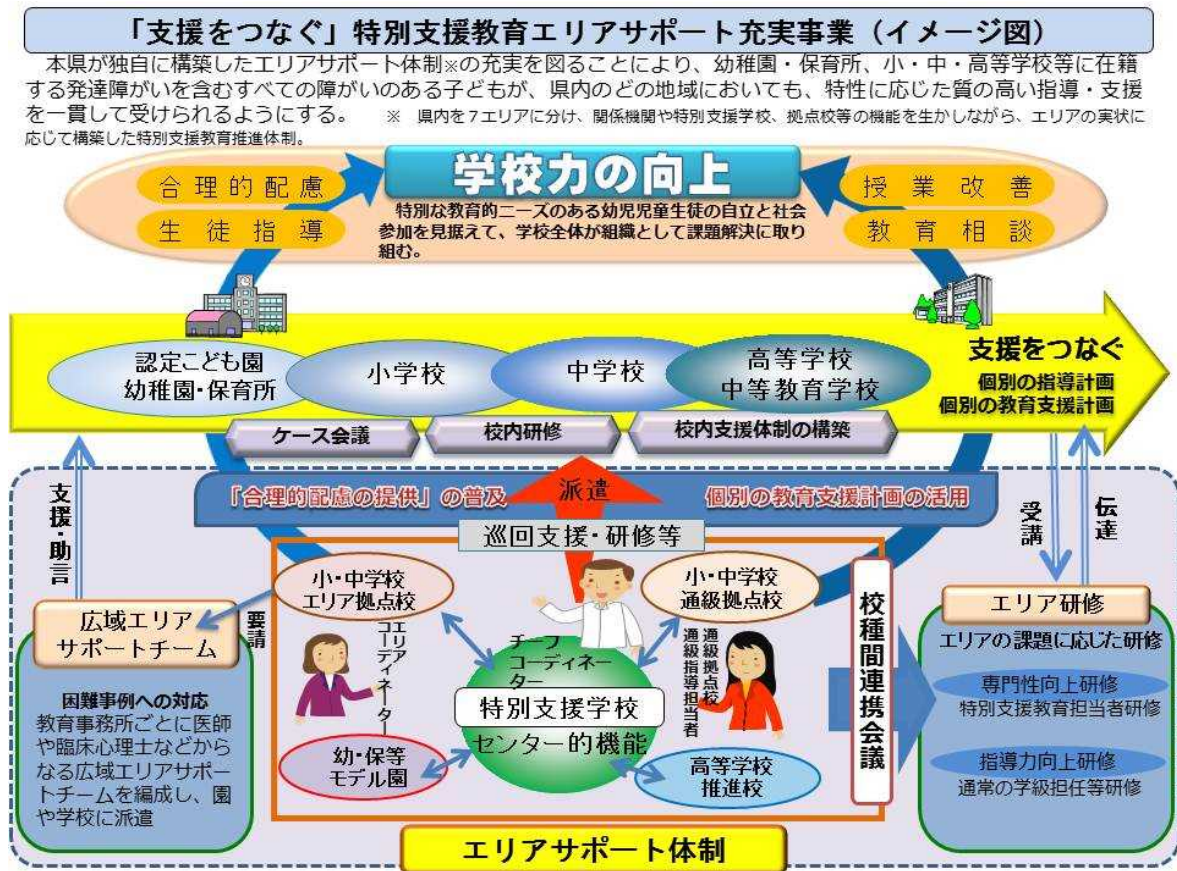 「支援をつなぐ」特別支援教育エリアサポート充実事業（イメージ図）
本県が独自に構築したエリアサポート体制※の充実を図ることにより、幼稚園・保育所、小・中・高等学校等に在籍
する発達障がいを含むすべての障がいのある子どもが、県内のどの地域においても、特性に応じた質の高い指導・支援
を一貫して受けられるようにする。　※　県内を７エリアに分け、関係機関や特別支援学校、拠点校等の機能を生かしながら、エリアの実状に
応じて構築した特別支援教育推進体制。
学校力の向上
合理的配慮
生徒指導
授業改善
教育相談
特別な教育的ニーズのある幼児児童生徒の自立と社会
参加を見据えて、学校全体が組織として課題解決に取り
組む。
認定こども園
幼稚園・保育所
小学校
中学校
高等学校
中等教育学校
支援をつなぐ
個別の指導計画
個別の教育支援計画
ケース会議
校内研修
校内支援体制の構築
「合理的配慮の提供」の普及
派遣
個別の教育支援計画の活用
支援・助言
受講
伝達
巡回支援・研修等
小・中学校
エリア拠点校
小・中学校
通級拠点校
要請
エリア
コーディネーター
チーフ
コーディネー
ター
通級拠点校
通級指導担当者
特別支援学校
センター的機能
幼・保等
モデル園
高等学校
推進校
校種間連携会議
広域エリア
サポートチーム
困難事例への対応
教育事務所ごとに医師
や臨床心理士などから
なる広域エリアサポー
トチームを編成し、園
や学校に派遣
エリア研修
エリアの課題に応じた研修
専門性向上研修
特別支援教育担当者研修
指導力向上研修
通常の学級担任等研修
エリアサポート体制